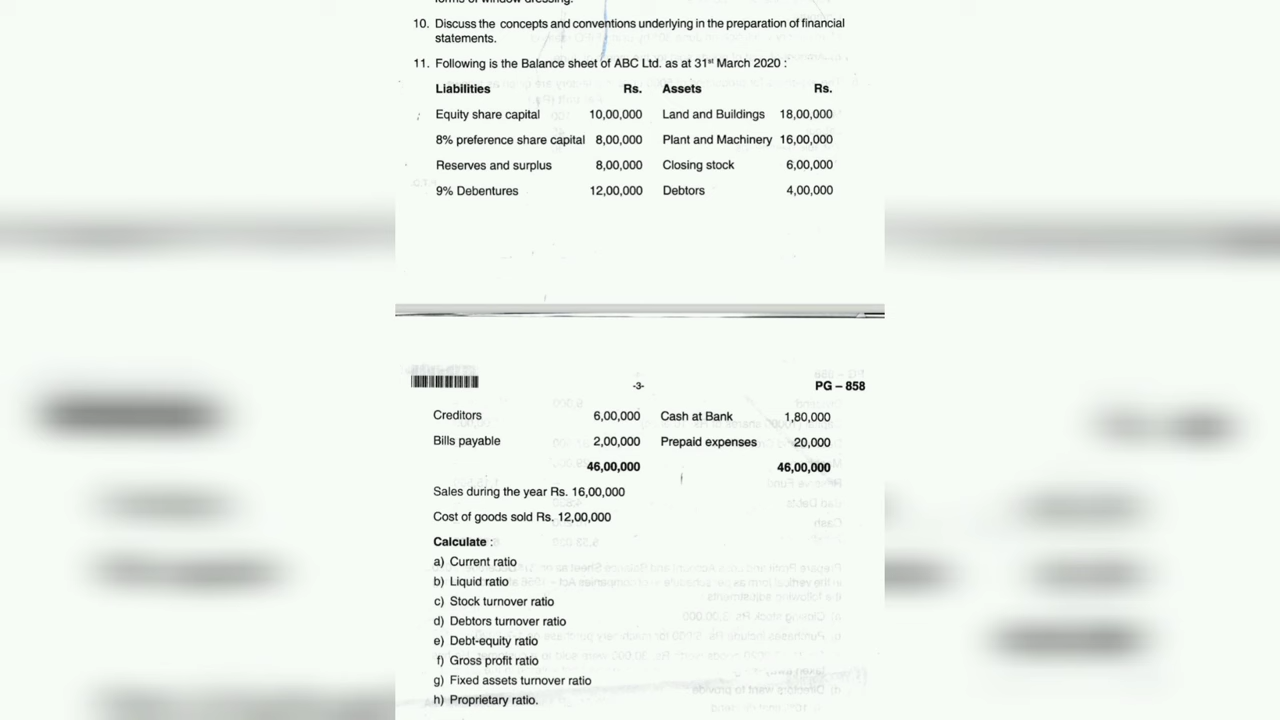 forms of window dressing.
10. Discuss the concepts and conventions underlying in the preparation of financial
statements.
11. Following is the Balance sheet of ABC Ltd. as at 31st March 2020 :
Liabilities Rs. Assets Rs.
Equity share capital 10,00,000 Land and Buildings 18,00,000
8% preference share capital 8,00,000 Plant and Machinery 16,00,000
Reserves and surplus 8,00,000 Closing stock 6,00,000
9% Debentures 12,00,000 Debtors 4,00,000
-3- PG – 858
Creditors 6,00,000 Cash at Bank 1,80,000
Bills payable 2,00,000 Prepaid expenses 20,000
46,00,000 46,00,000
Sales during the year Rs. 16,00,000
Cost of goods sold Rs. 12,00,000
Calculate :
a) Current ratio
b) Liquid ratio
c) Stock turnover ratio
d) Debtors turnover ratio
e) Debt-equity ratio
f) Gross profit ratio
g) Fixed assets turnover ratio
h) Proprietary ratio.